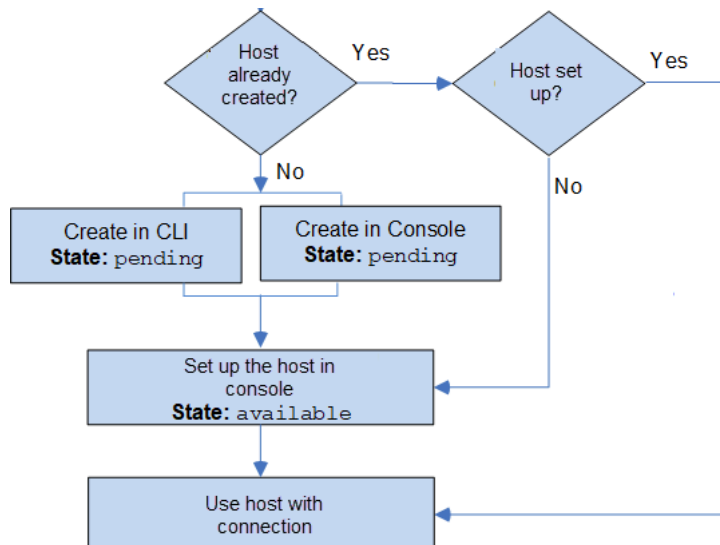 Host
already
created?
Yes
Host set
up?
Yes
No
No
Create in CLI
State: pending
Create in Console
State: pending
Set up the host in
console
State: available
Use host with
connection